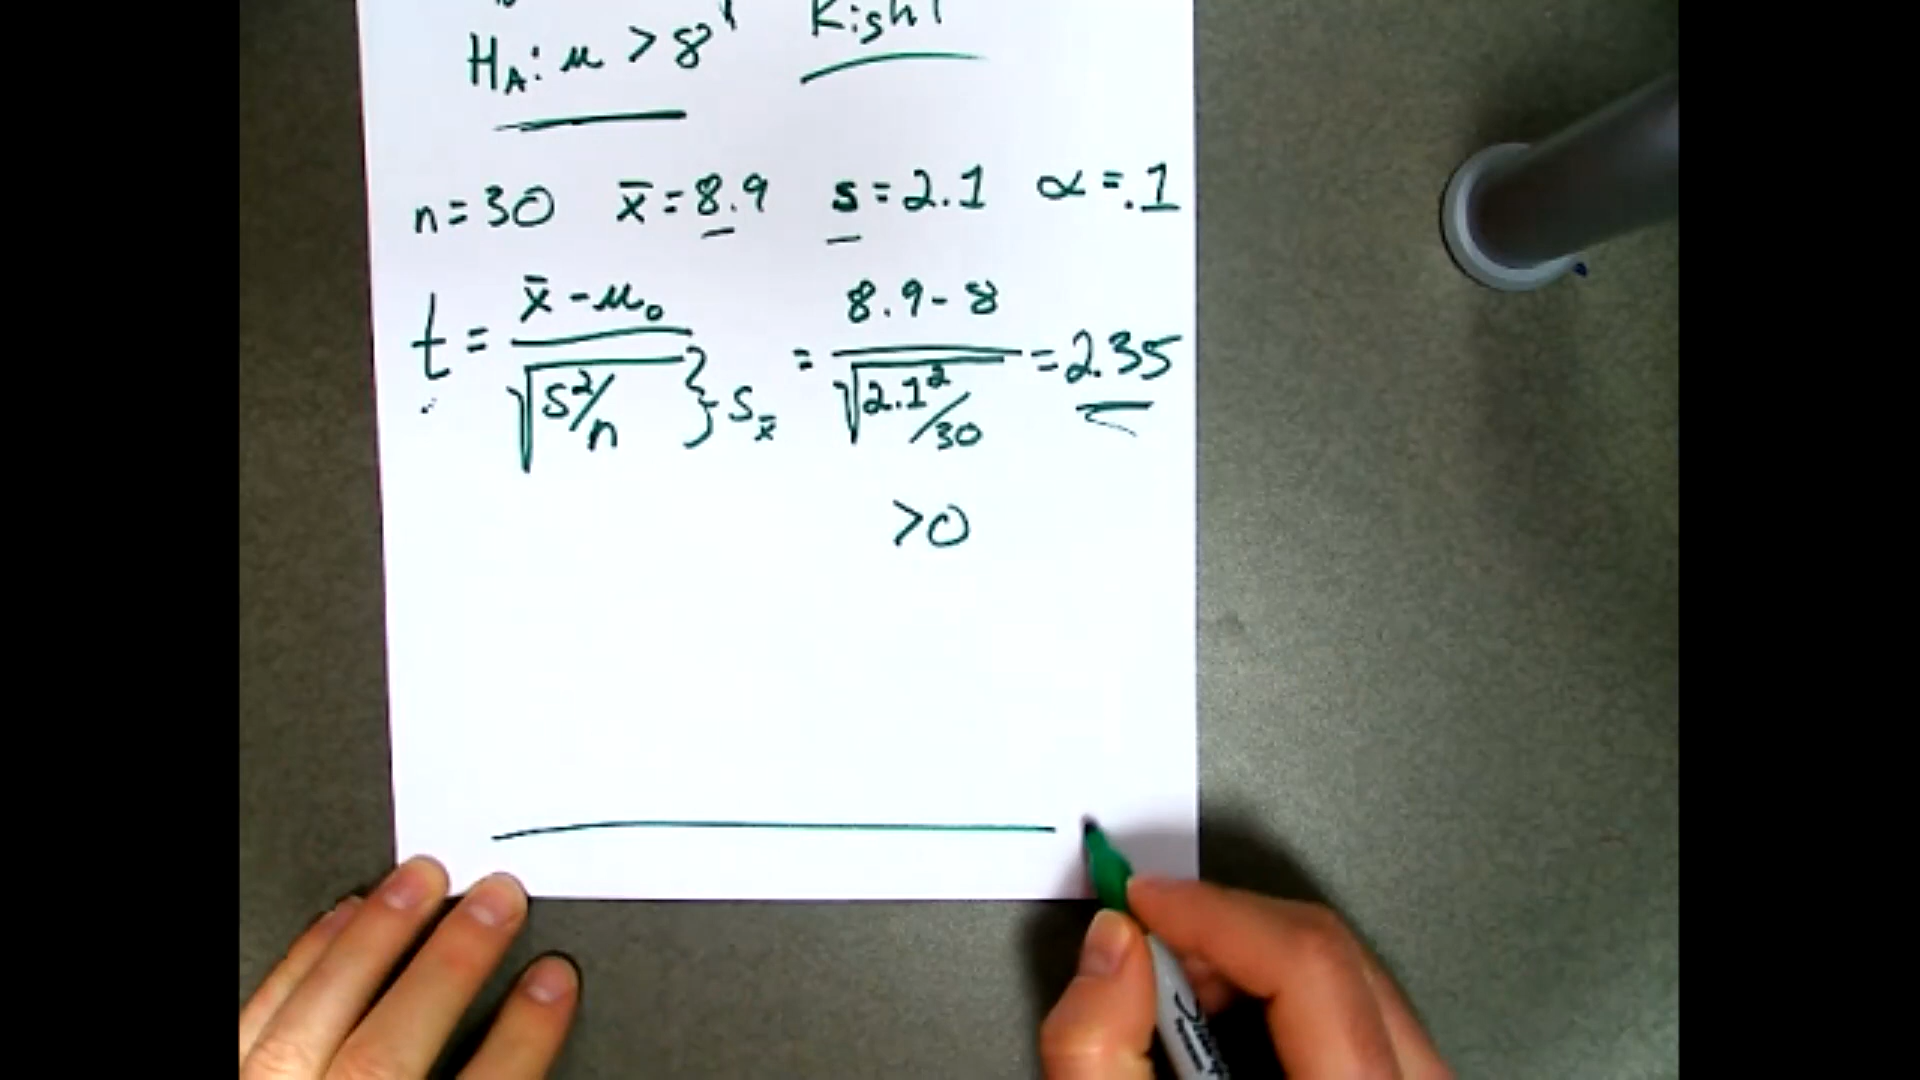 H_A: μ > 8 Right
n = 30 x̄ = 8.9 s = 2.1 α = .1
t = (x̄ - μ₀) / √(s²/n) } s_x̄ = (8.9 - 8) / √(2.1²/30) = 2.35
> 0